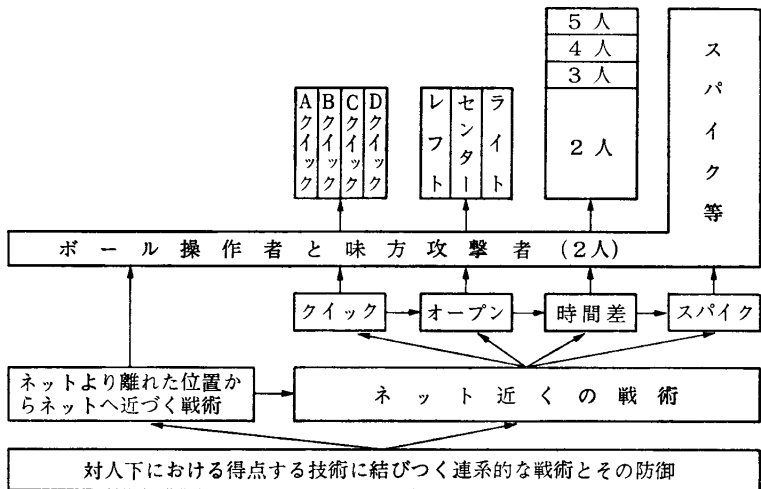 5人
4人
3人
2人
スパイク等
Aクイック
Bクイック
Cクイック
Dクイック
レフト
センター
ライト
ボール操作者と味方攻撃者(2人)
クイック
オープン
時間差
スパイク
ネットより離れた位置か
らネットへ近づく戦術
ネット近くの戦術
対人下における得点する技術に結びつく連系的な戦術とその防御